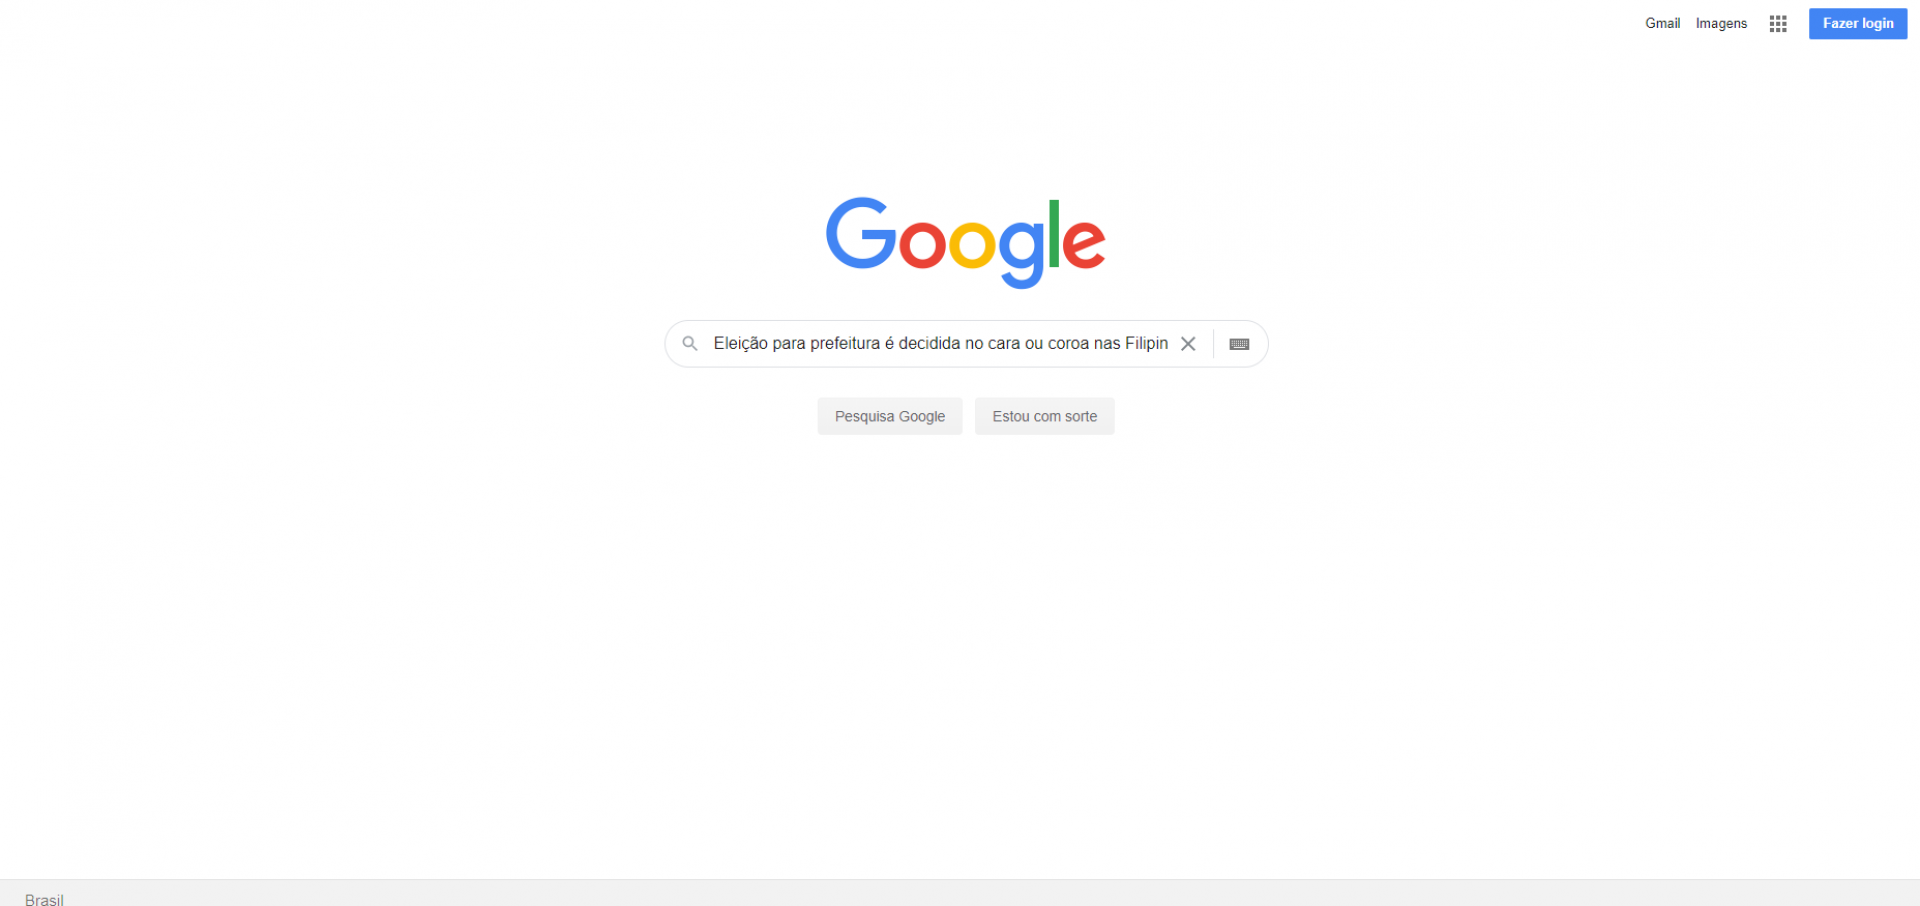 Gmail Imagens Fazer login
Google
Eleição para prefeitura é decidida no cara ou coroa nas Filipin
Pesquisa Google Estou com sorte
Brasil